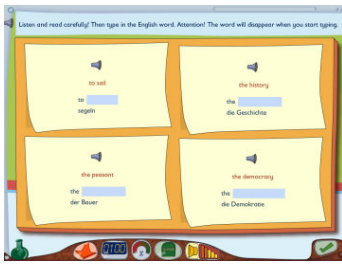 Listen and read carefully! Then type in the English word. Attention! The word will disappear when you start typing.
to sail
to
segeln
the history
the
die Geschichte
the peasant
the
der Bauer
the democracy
the
die Demokratie